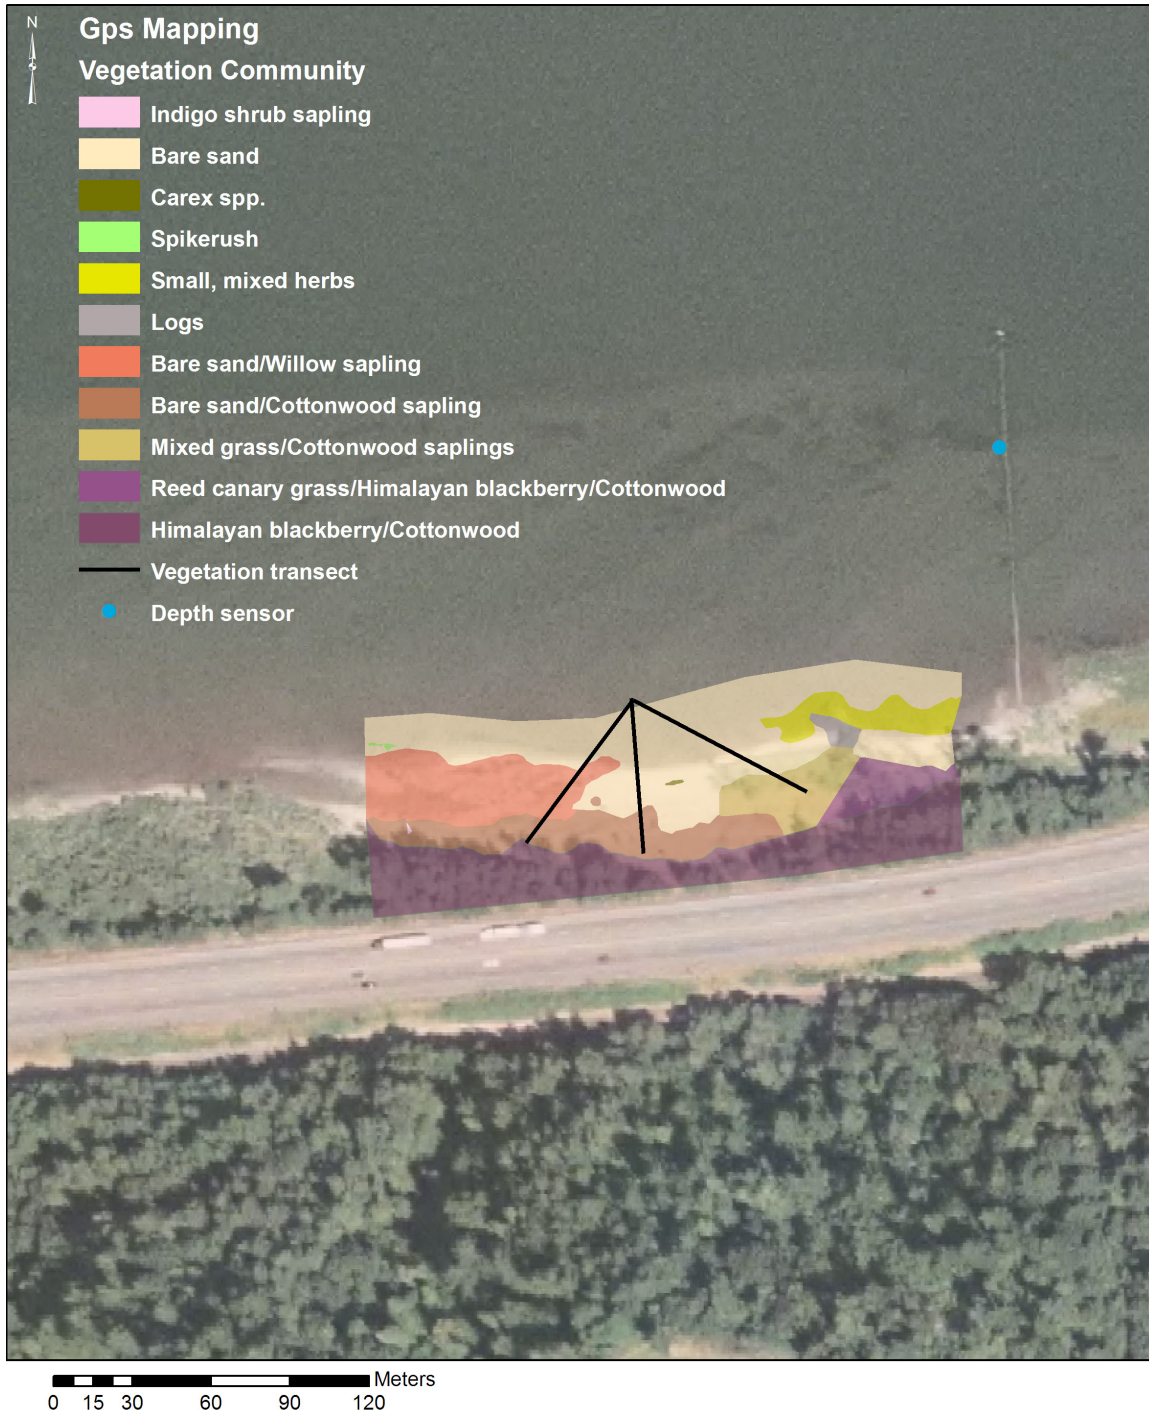 N
Gps Mapping
Vegetation Community
Indigo shrub sapling
Bare sand
Carex spp.
Spikerush
Small, mixed herbs
Logs
Bare sand/Willow sapling
Bare sand/Cottonwood sapling
Mixed grass/Cottonwood saplings
Reed canary grass/Himalayan blackberry/Cottonwood
Himalayan blackberry/Cottonwood
Vegetation transect
Depth sensor
Meters
0 15 30 60 90 120